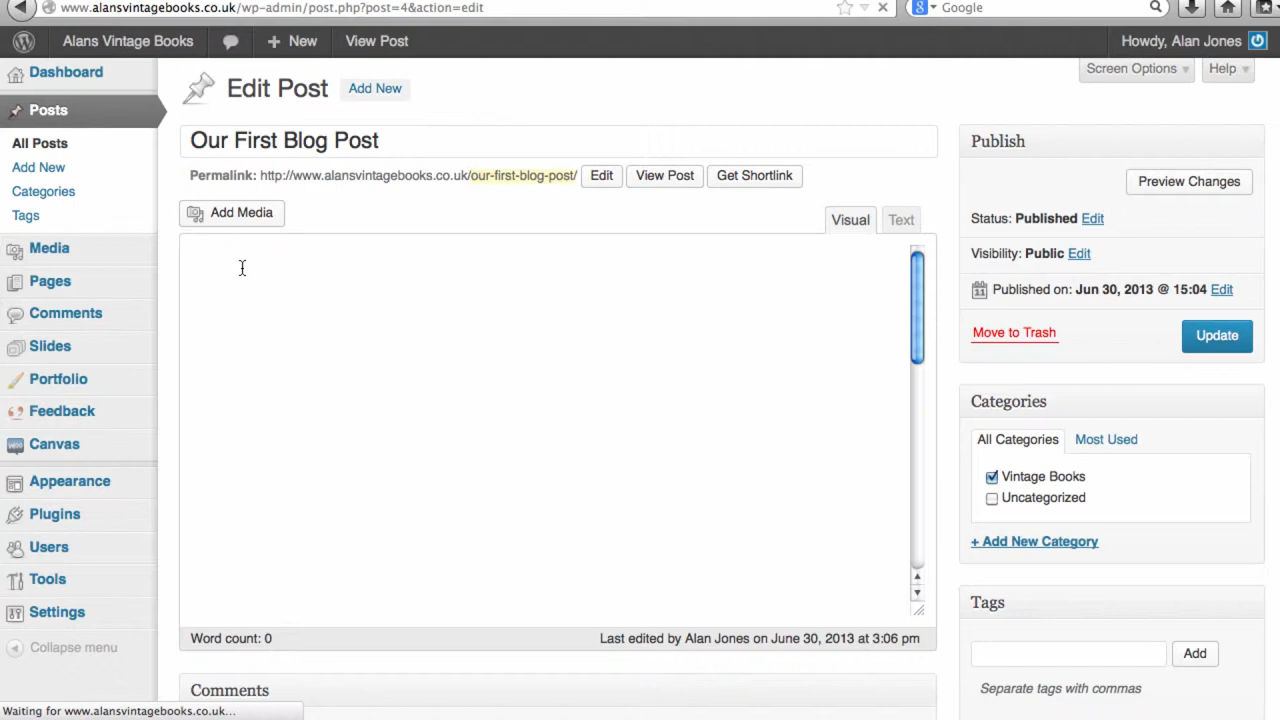 www.alansvintagebooks.co.uk/wp-admin/post.php?post=4&action=edit
Google
Alans Vintage Books
New
View Post
Howdy, Alan Jones
Screen Options
Help
Dashboard
Posts
All Posts
Add New
Categories
Tags
Media
Pages
Comments
Slides
Portfolio
Feedback
Canvas
Appearance
Plugins
Users
Tools
Settings
Collapse menu
Edit Post
Add New
Our First Blog Post
Permalink: http://www.alansvintagebooks.co.uk/our-first-blog-post/
Edit
View Post
Get Shortlink
Add Media
Visual
Text
Word count: 0
Last edited by Alan Jones on June 30, 2013 at 3:06 pm
Comments
Publish
Preview Changes
Status: Published Edit
Visibility: Public Edit
11
Published on: Jun 30, 2013 @ 15:04 Edit
Move to Trash
Update
Categories
All Categories
Most Used
Vintage Books
Uncategorized
+ Add New Category
Tags
Add
Separate tags with commas
Waiting for www.alansvintagebooks.co.uk...